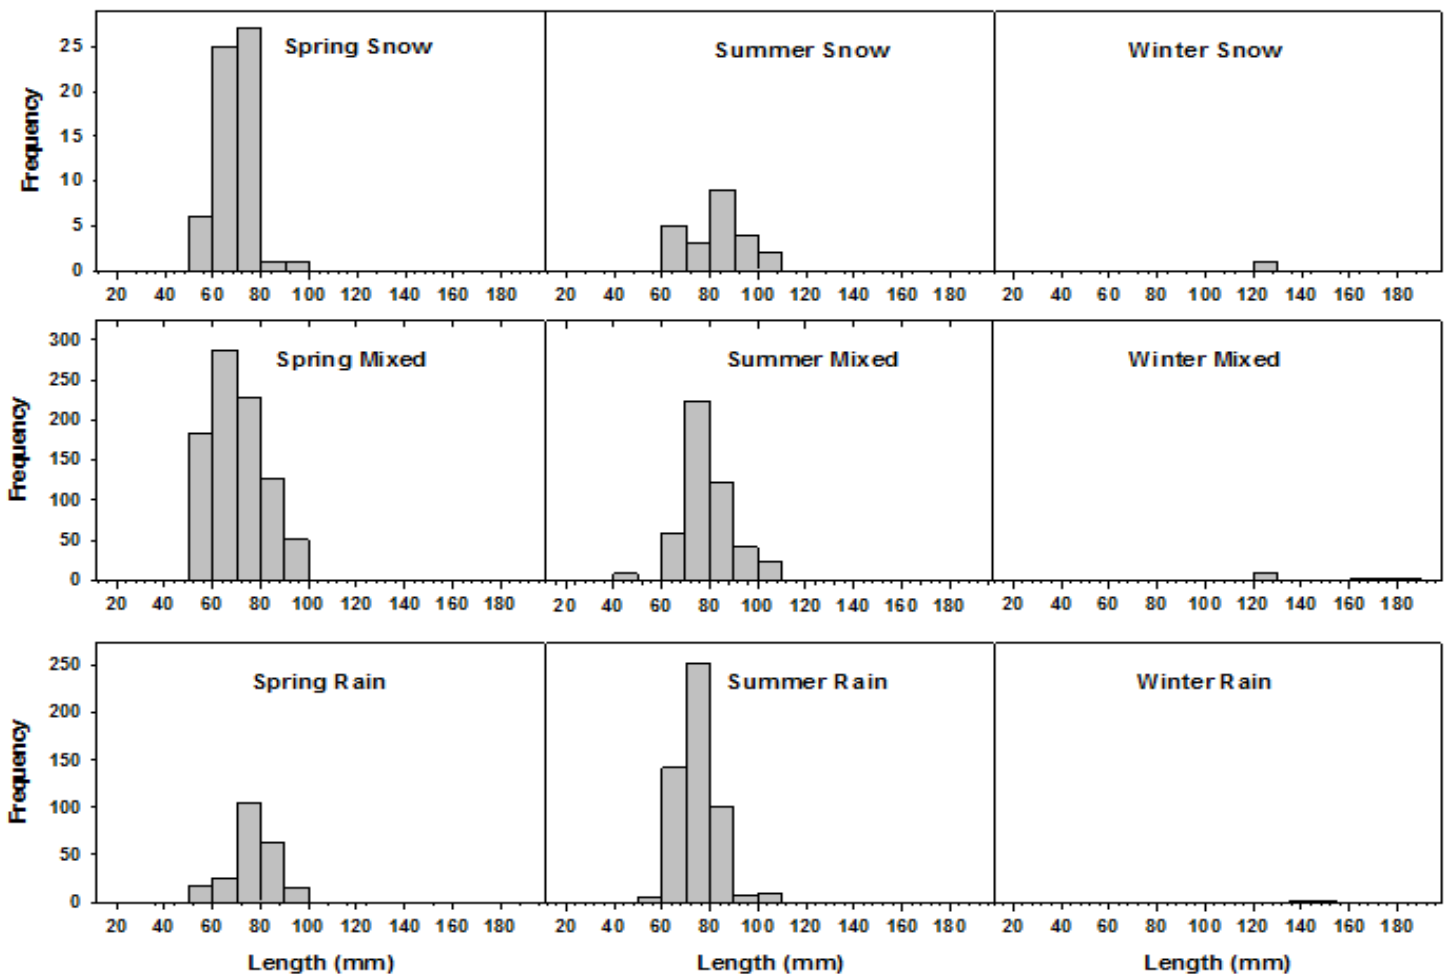 Spring Snow
Summer Snow
Winter Snow
Frequency
25
20
15
10
5
0
20 40 60 80 100 120 140 160 180
20 40 60 80 100 120 140 160 180
20 40 60 80 100 120 140 160 180
Spring Mixed
Summer Mixed
Winter Mixed
Frequency
300
250
200
150
100
50
0
20 40 60 80 100 120 140 160 180
20 40 60 80 100 120 140 160 180
20 40 60 80 100 120 140 160 180
Spring Rain
Summer Rain
Winter Rain
Frequency
250
200
150
100
50
0
20 40 60 80 100 120 140 160 180
20 40 60 80 100 120 140 160 180
20 40 60 80 100 120 140 160 180
Length (mm)
Length (mm)
Length (mm)